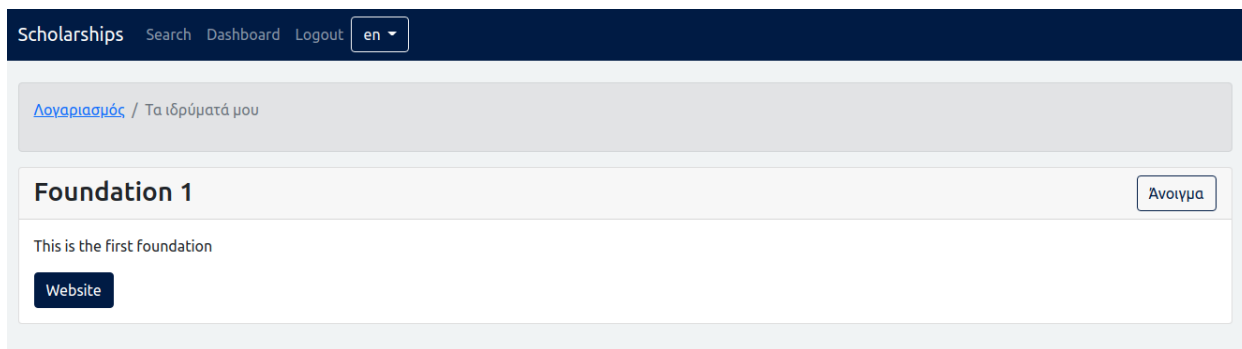 Scholarships Search Dashboard Logout en
Λογαριασμός / Τα ιδρύματά μου
Foundation 1 Άνοιγμα
This is the first foundation
Website